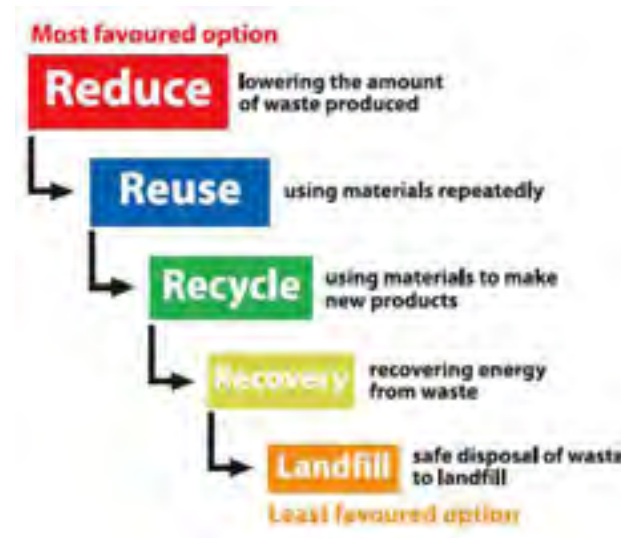 Most favoured option
Reduce
lowering the amount
of waste produced
Reuse
using materials repeatedly
Recycle
using materials to make
new products
Recovery
recovering energy
from waste
Landfill
safe disposal of waste
to landfill
Least favoured option